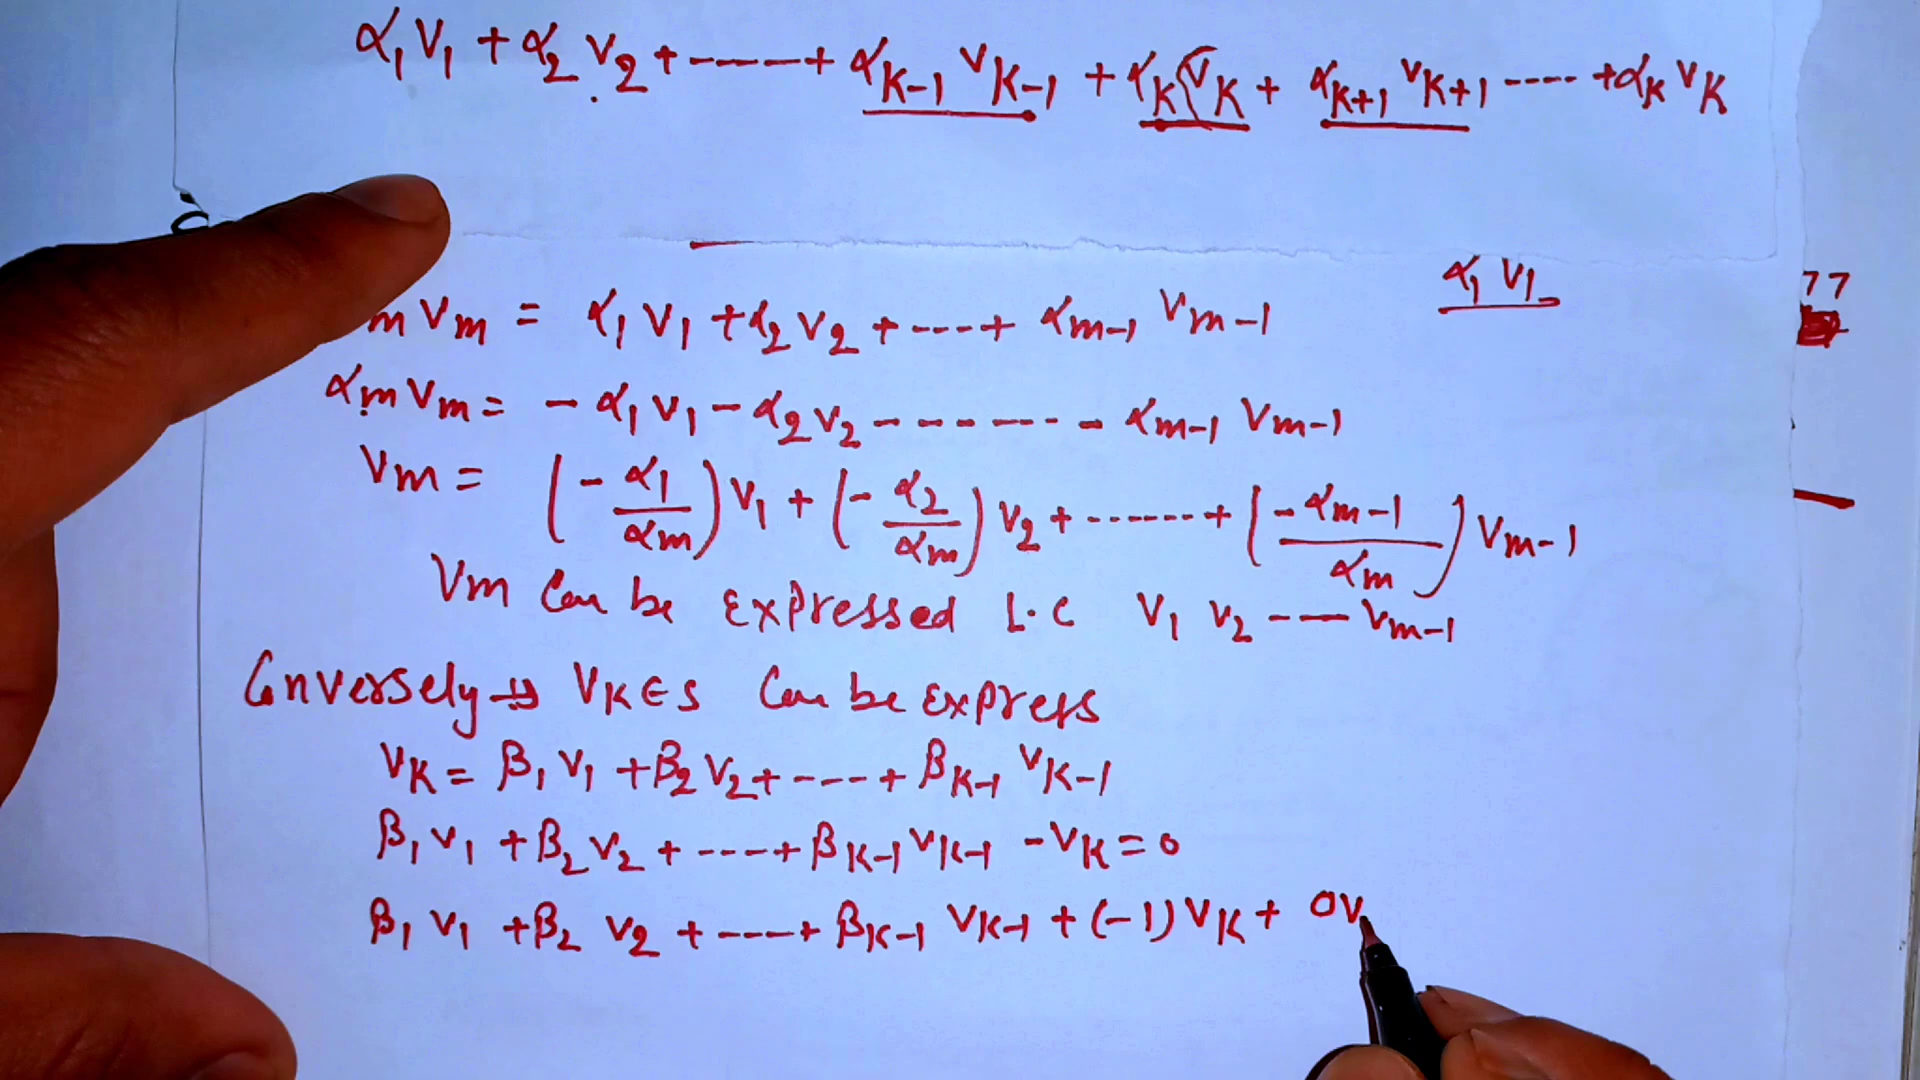 α₁V₁ + α₂V₂ + ----- + αK-1 VK-1 + αK(VK + αK+1 VK+1 ---- + αK VK
α₁ V₁
77
m Vm = α₁ V₁ + α₂ V₂ + ---- + αm-1 Vm-1
αm Vm = - α₁ V₁ - α₂ V₂ ------- - αm-1 Vm-1
Vm = (-α₁/αm) V₁ + (-α₂/αm) V₂ + ------ + (-αm-1/αm) Vm-1
Vm Can be Expressed L.C V₁ V₂ ---- Vm-1
Conversely → VK ∈ S Can be Express
VK = β₁ V₁ + β₂ V₂ + ---- + βK-1 VK-1
β₁ V₁ + β₂ V₂ + ---- + βK-1 VK-1 - VK = 0
β₁ V₁ + β₂ V₂ + ---- + βK-1 VK-1 + (-1) VK + 0V